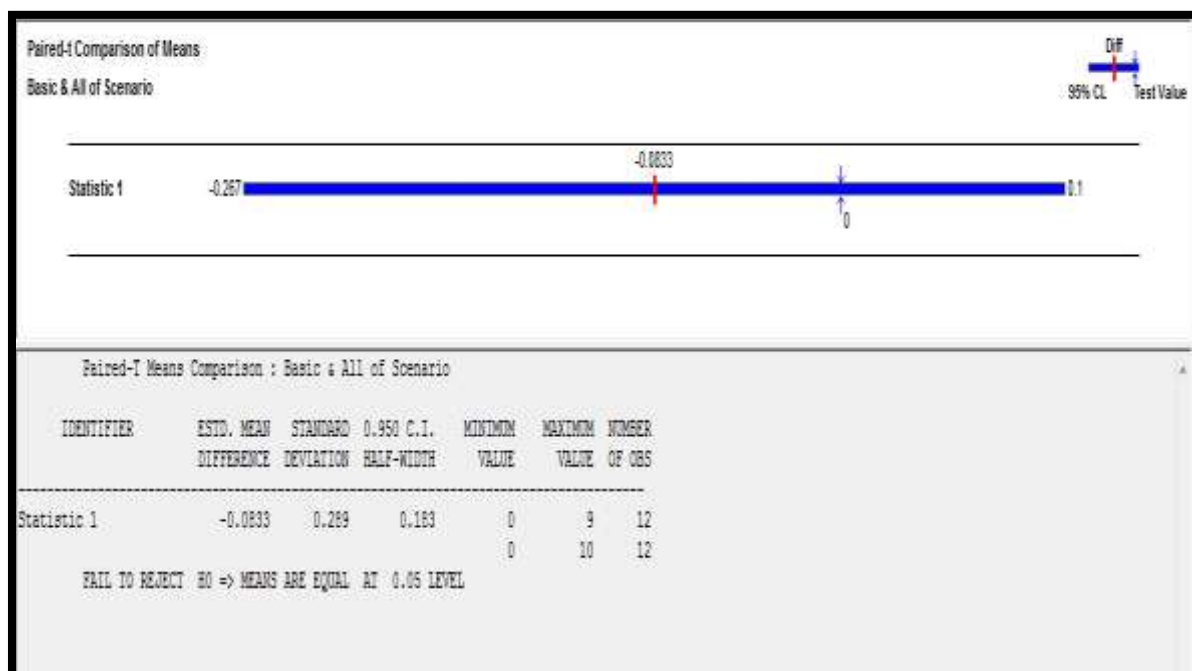 Paired-t Comparison of Means
Basic & All of Scenario
Diff
95% CL Test Value
-0.0833
Statistic 1 -0.267 0.1
0
Paired-T Means Comparison : Basic & All of Scenario
IDENTIFIER ESTD. MEAN STANDARD 0.950 C.I. MINIMUM MAXIMUM NUMBER
DIFFERENCE DEVIATION HALF-WIDTH VALUE VALUE OF OBS
Statistic 1 -0.0833 0.289 0.183 0 9 12
0 10 12
FAIL TO REJECT H0 => MEANS ARE EQUAL AT 0.05 LEVEL